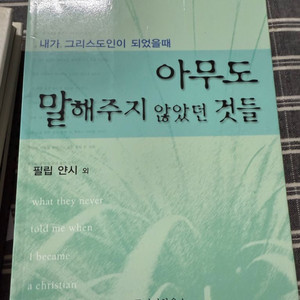 내가 그리스도인이 되었을때
아무도
말해주지 않았던 것들
필립 얀시 외
what they never
told me when
I became
a christian